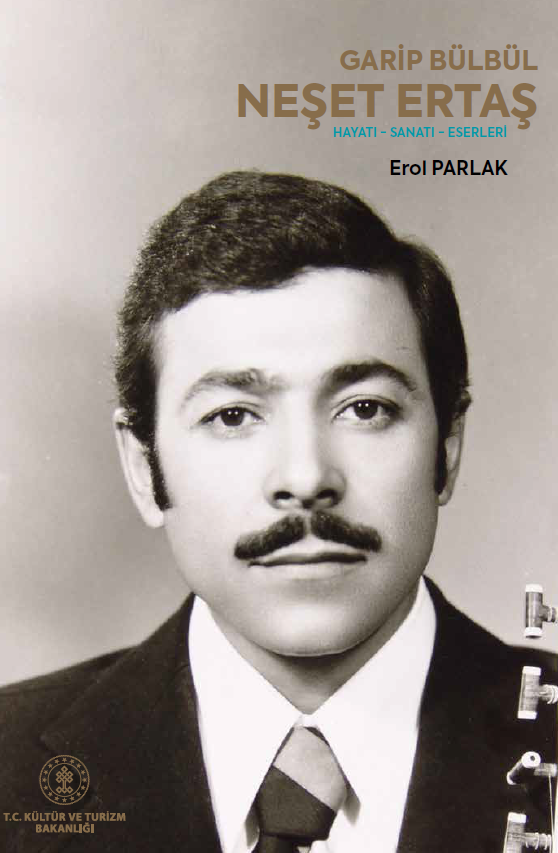 GARİP BÜLBÜL
NEŞET ERTAŞ
HAYATI - SANATI - ESERLERİ
Erol PARLAK
T.C. KÜLTÜR VE TURİZM
BAKANLIĞI